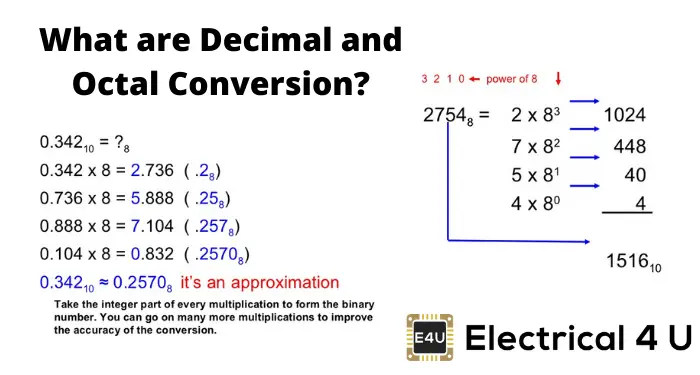 What are Decimal and
Octal Conversion?
0.342₁₀ = ?₈
0.342 x 8 = 2.736 ( .2₈)
0.736 x 8 = 5.888 ( .25₈)
0.888 x 8 = 7.104 ( .257₈)
0.104 x 8 = 0.832 ( .2570₈)
0.342₁₀ ≈ 0.2570₈ it's an approximation
Take the integer part of every multiplication to form the binary
number. You can go on many more multiplications to improve
the accuracy of the conversion.
3 2 1 0 ← power of 8 ↓
2754₈ = 2 x 8³ → 1024
7 x 8² → 448
5 x 8¹ → 40
4 x 8⁰ → 4
1516₁₀
E4U Electrical 4 U